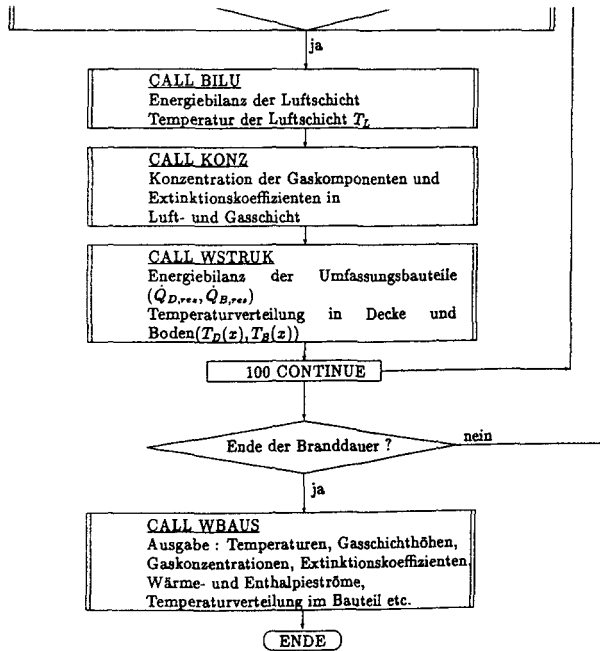 ja
CALL BILU
Energiebilanz der Luftschicht
Temperatur der Luftschicht T_L
CALL KONZ
Konzentration der Gaskomponenten und
Extinktionskoeffizienten in
Luft- und Gasschicht
CALL WSTRUK
Energiebilanz der Umfassungsbauteile
(Q̇_D,res, Q̇_B,res)
Temperaturverteilung in Decke und
Boden(T_D(x),T_B(x))
100 CONTINUE
Ende der Branddauer ?
nein
ja
CALL WBAUS
Ausgabe : Temperaturen, Gasschichthöhen,
Gaskonzentrationen, Extinktionskoeffizienten,
Wärme- und Enthalpieströme,
Temperaturverteilung im Bauteil etc.
ENDE